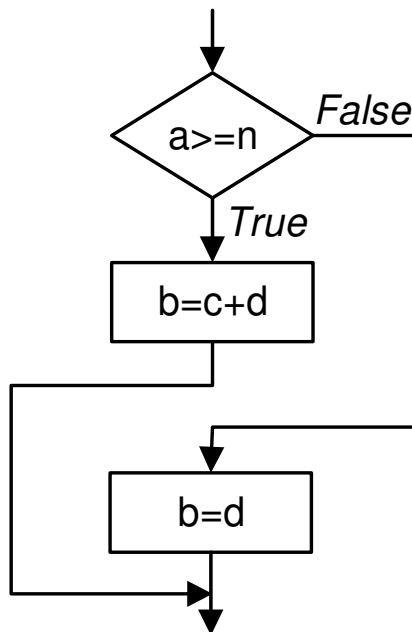 False
a>=n
True
b=c+d
b=d